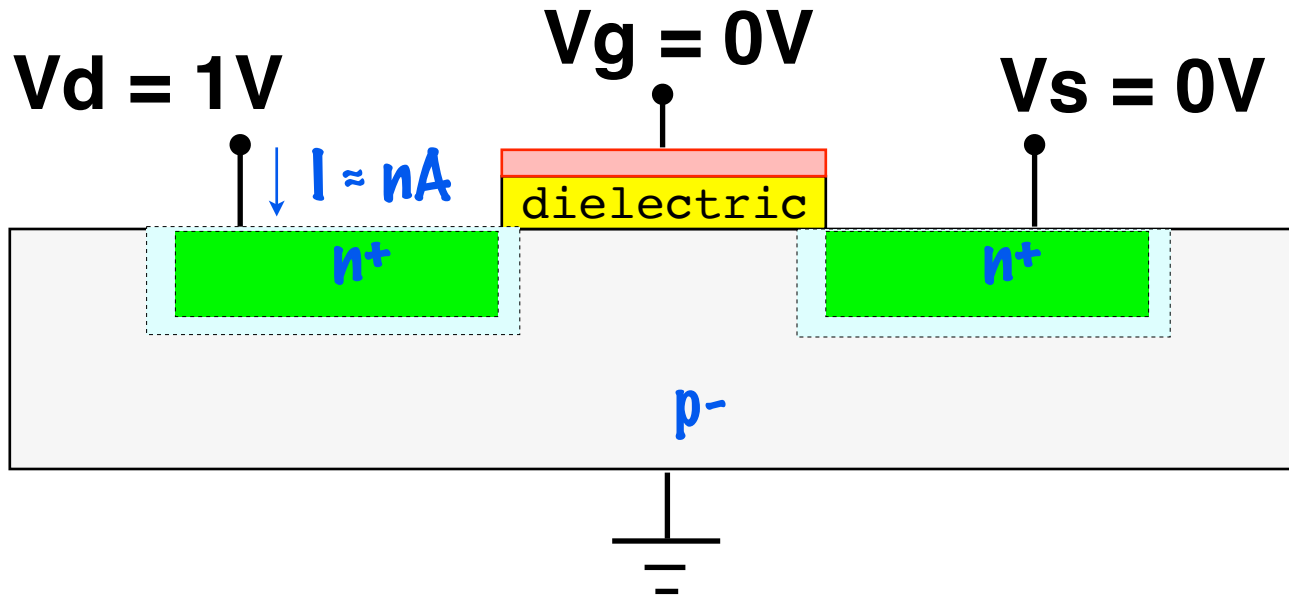 Vd = 1V
Vg = 0V
Vs = 0V
I ≈ nA
dielectric
n+
n+
p-